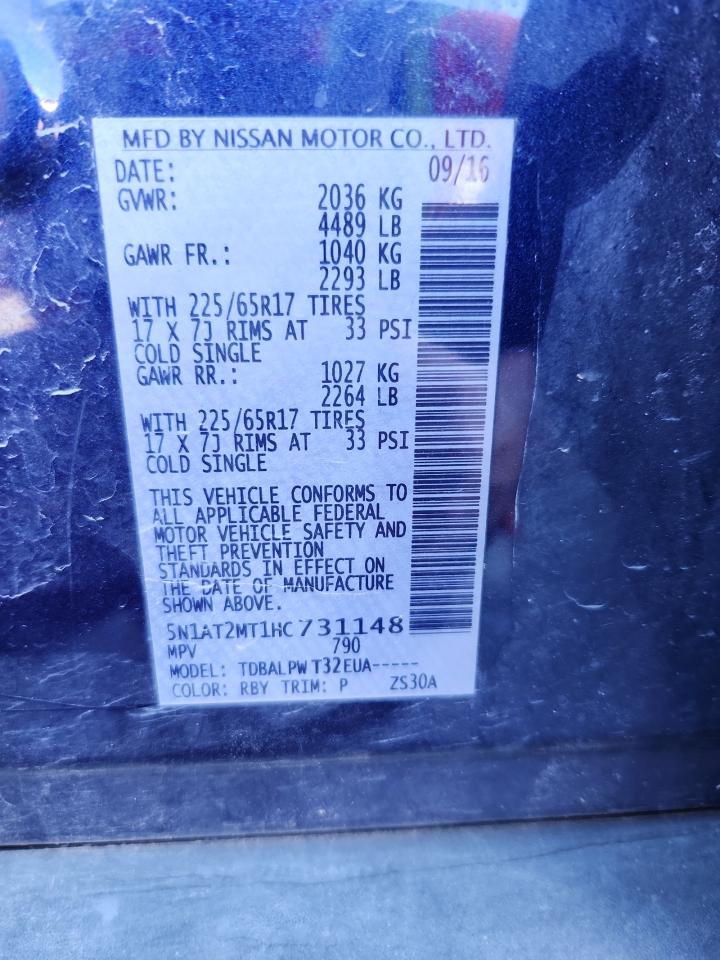 MFD BY NISSAN MOTOR CO., LTD.
DATE: 09/16
GVWR: 2036 KG
4489 LB
GAWR FR.: 1040 KG
2293 LB
WITH 225/65R17 TIRES
17 X 7J RIMS AT 33 PSI
COLD SINGLE
GAWR RR.: 1027 KG
2264 LB
WITH 225/65R17 TIRES
17 X 7J RIMS AT 33 PSI
COLD SINGLE
THIS VEHICLE CONFORMS TO
ALL APPLICABLE FEDERAL
MOTOR VEHICLE SAFETY AND
THEFT PREVENTION
STANDARDS IN EFFECT ON
THE DATE OF MANUFACTURE
SHOWN ABOVE.
5N1AT2MT1HC731148
MPV 790
MODEL: TDBALPWT32EUA-----
COLOR: RBY TRIM: P ZS30A